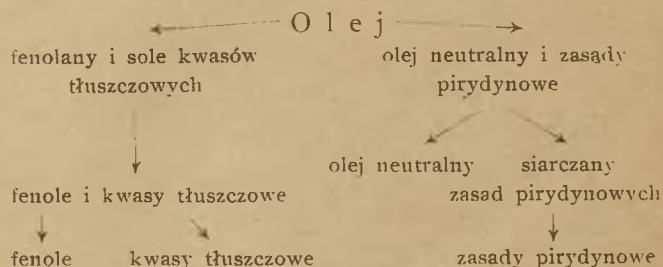 Olej
fenolany i sole kwasów
tłuszczowych
olej neutralny i zasady
pirydynowe
olej neutralny
siarczany
zasad pirydynowych
fenole i kwasy tłuszczowe
fenole
kwasy tłuszczowe
zasady pirydynowe